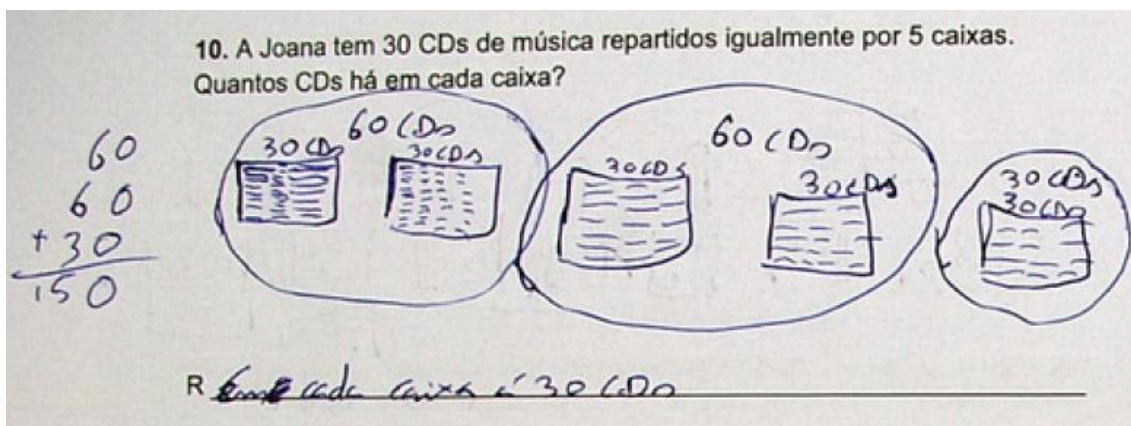 10. A Joana tem 30 CDs de música repartidos igualmente por 5 caixas.
Quantos CDs há em cada caixa?
60 CDs
30 CDs
30 CDs
60 CDs
30 CDs
30 CDs
30 CDs
30 CDs
60
60
+ 30
150
R cada caixa á 30 CDs